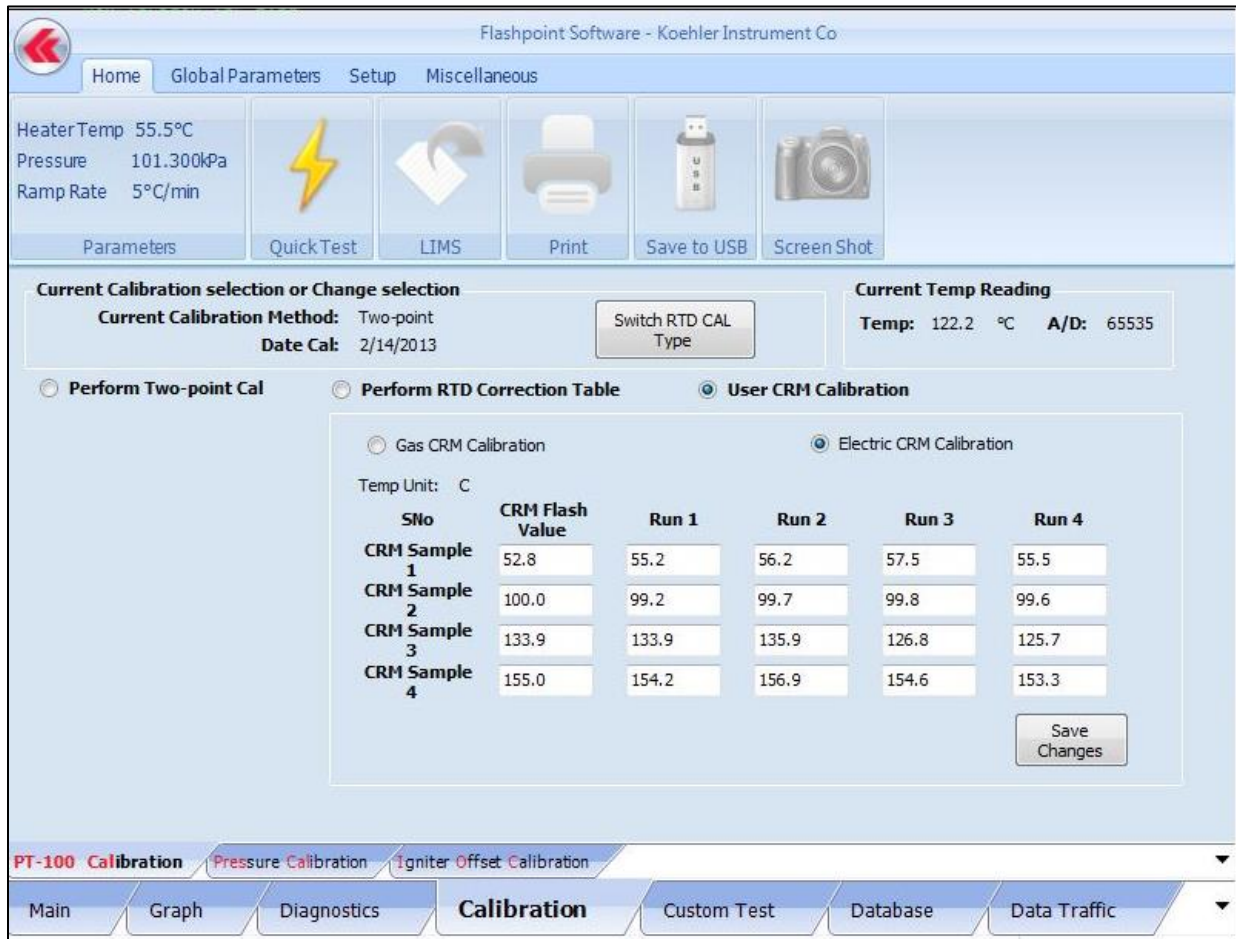 Flashpoint Software - Koehler Instrument Co
Home Global Parameters Setup Miscellaneous
Heater Temp 55.5°C
Pressure 101.300kPa
Ramp Rate 5°C/min
Parameters Quick Test LIMS Print Save to USB Screen Shot
USB
Current Calibration selection or Change selection
Current Calibration Method: Two-point
Date Cal: 2/14/2013
Switch RTD CAL
Type
Current Temp Reading
Temp: 122.2 °C A/D: 65535
Perform Two-point Cal Perform RTD Correction Table User CRM Calibration
Gas CRM Calibration Electric CRM Calibration
Temp Unit: C
SNo CRM Flash Value Run 1 Run 2 Run 3 Run 4
CRM Sample 1 52.8 55.2 56.2 57.5 55.5
CRM Sample 2 100.0 99.2 99.7 99.8 99.6
CRM Sample 3 133.9 133.9 135.9 126.8 125.7
CRM Sample 4 155.0 154.2 156.9 154.6 153.3
Save
Changes
PT-100 Calibration Pressure Calibration Igniter Offset Calibration
Main Graph Diagnostics Calibration Custom Test Database Data Traffic